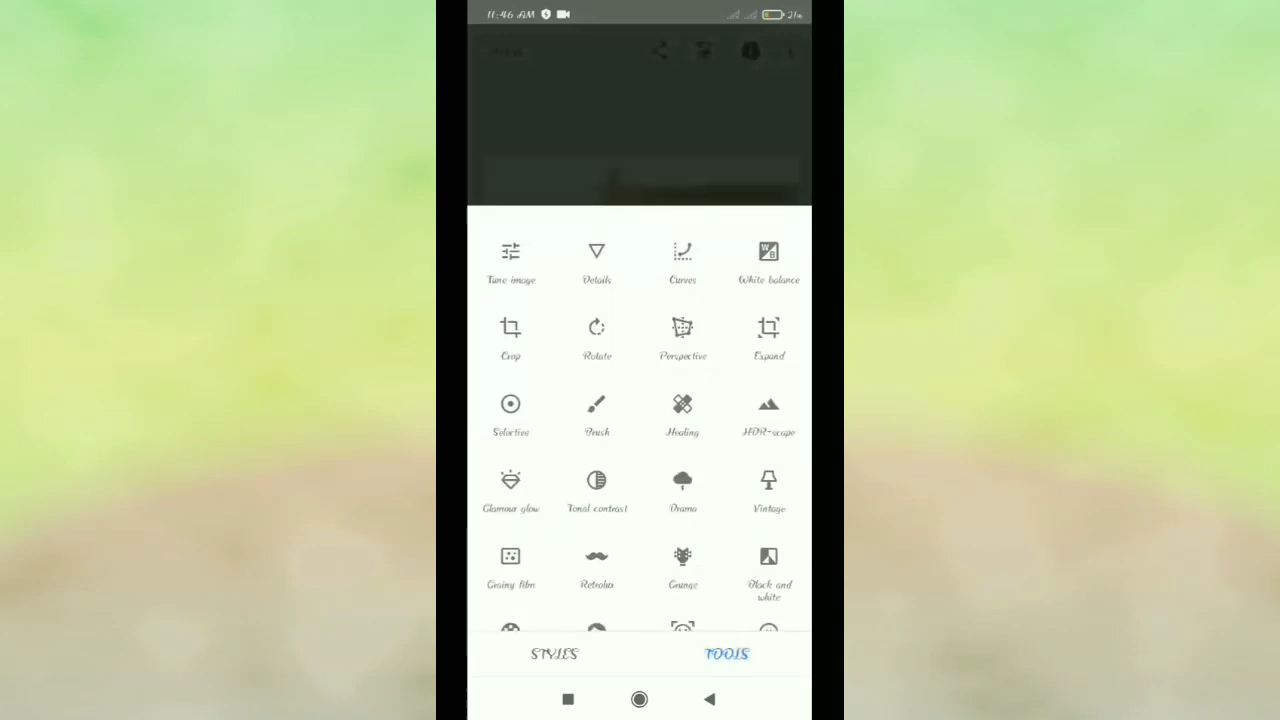 11:46 AM
21%
Tune image
Details
Curves
White balance
Crop
Rotate
Perspective
Expand
Selective
Brush
Healing
HDR-scape
Glamour glow
Tonal contrast
Drama
Vintage
Grainy film
Retrolux
Grunge
Black and
white
STYLES
TOOLS